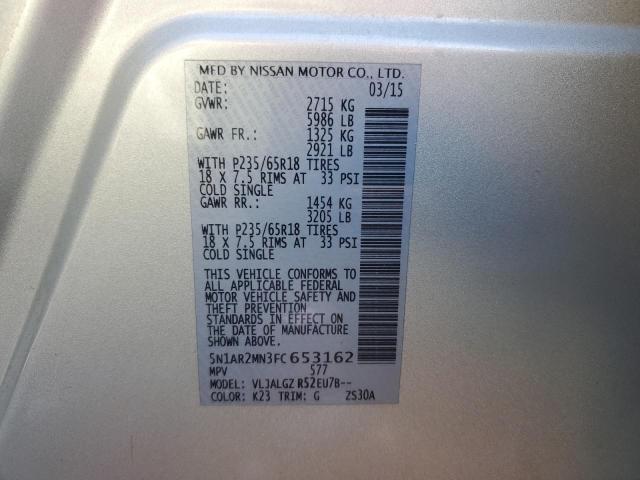 MFD BY NISSAN MOTOR CO., LTD.
DATE: 03/15
GVWR: 2715 KG
5986 LB
GAWR FR.: 1325 KG
2921 LB
WITH P235/65R18 TIRES
18 X 7.5 RIMS AT 33 PSI
COLD SINGLE
GAWR RR.: 1454 KG
3205 LB
WITH P235/65R18 TIRES
18 X 7.5 RIMS AT 33 PSI
COLD SINGLE
THIS VEHICLE CONFORMS TO
ALL APPLICABLE FEDERAL
MOTOR VEHICLE SAFETY AND
THEFT PREVENTION
STANDARDS IN EFFECT ON
THE DATE OF MANUFACTURE
SHOWN ABOVE.
5N1AR2MN3FC653162
MPV 577
MODEL: VLJALGZ R52EU7B--
COLOR: K23 TRIM: G ZS30A